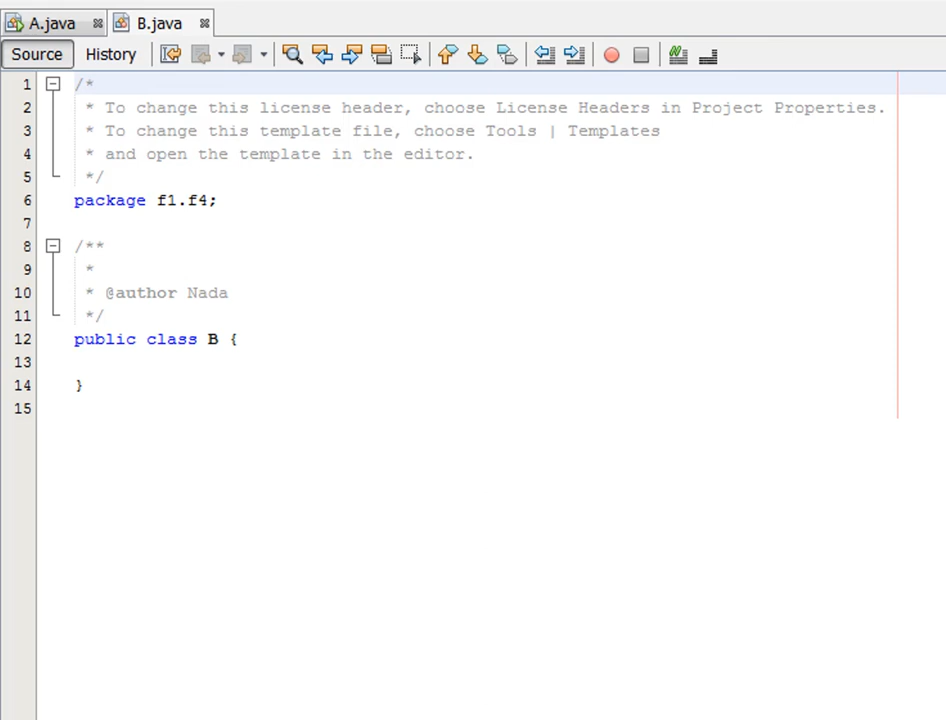 A.java B.java
Source History
1 /*
2 * To change this license header, choose License Headers in Project Properties.
3 * To change this template file, choose Tools | Templates
4 * and open the template in the editor.
5 */
6 package f1.f4;
7
8 /**
9 *
10 * @author Nada
11 */
12 public class B {
13
14 }
15